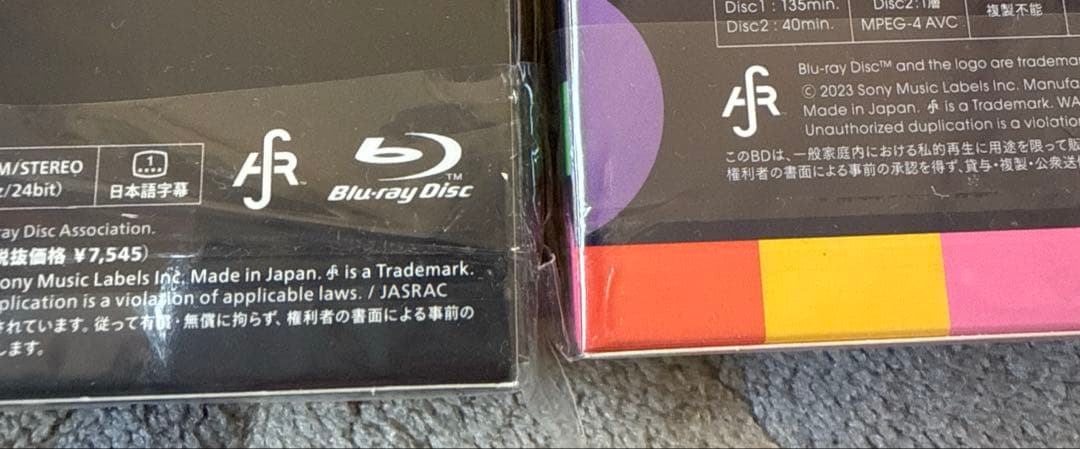 M/STEREO
z/24bit)
1
日本語字幕
Blu-ray Disc
TM
ray Disc Association.
税抜価格 ¥7,545)
Sony Music Labels Inc. Made in Japan. is a Trademark.
plication is a violation of applicable laws. / JASRAC
されています。従って有償・無償に拘らず、権利者の書面による事前の
します。
Disc1 : 135min.
Disc2 : 40min.
Disc2:1層
MPEG-4 AVC
複製不能
Blu-ray Disc™ and the logo are tradema
© 2023 Sony Music Labels Inc. Manufa
Made in Japan. is a Trademark. WA
Unauthorized duplication is a violation
このBDは、一般家庭内における私的再生に用途を限って販
権利者の書面による事前の承認を得ず、貸与・複製・公衆送